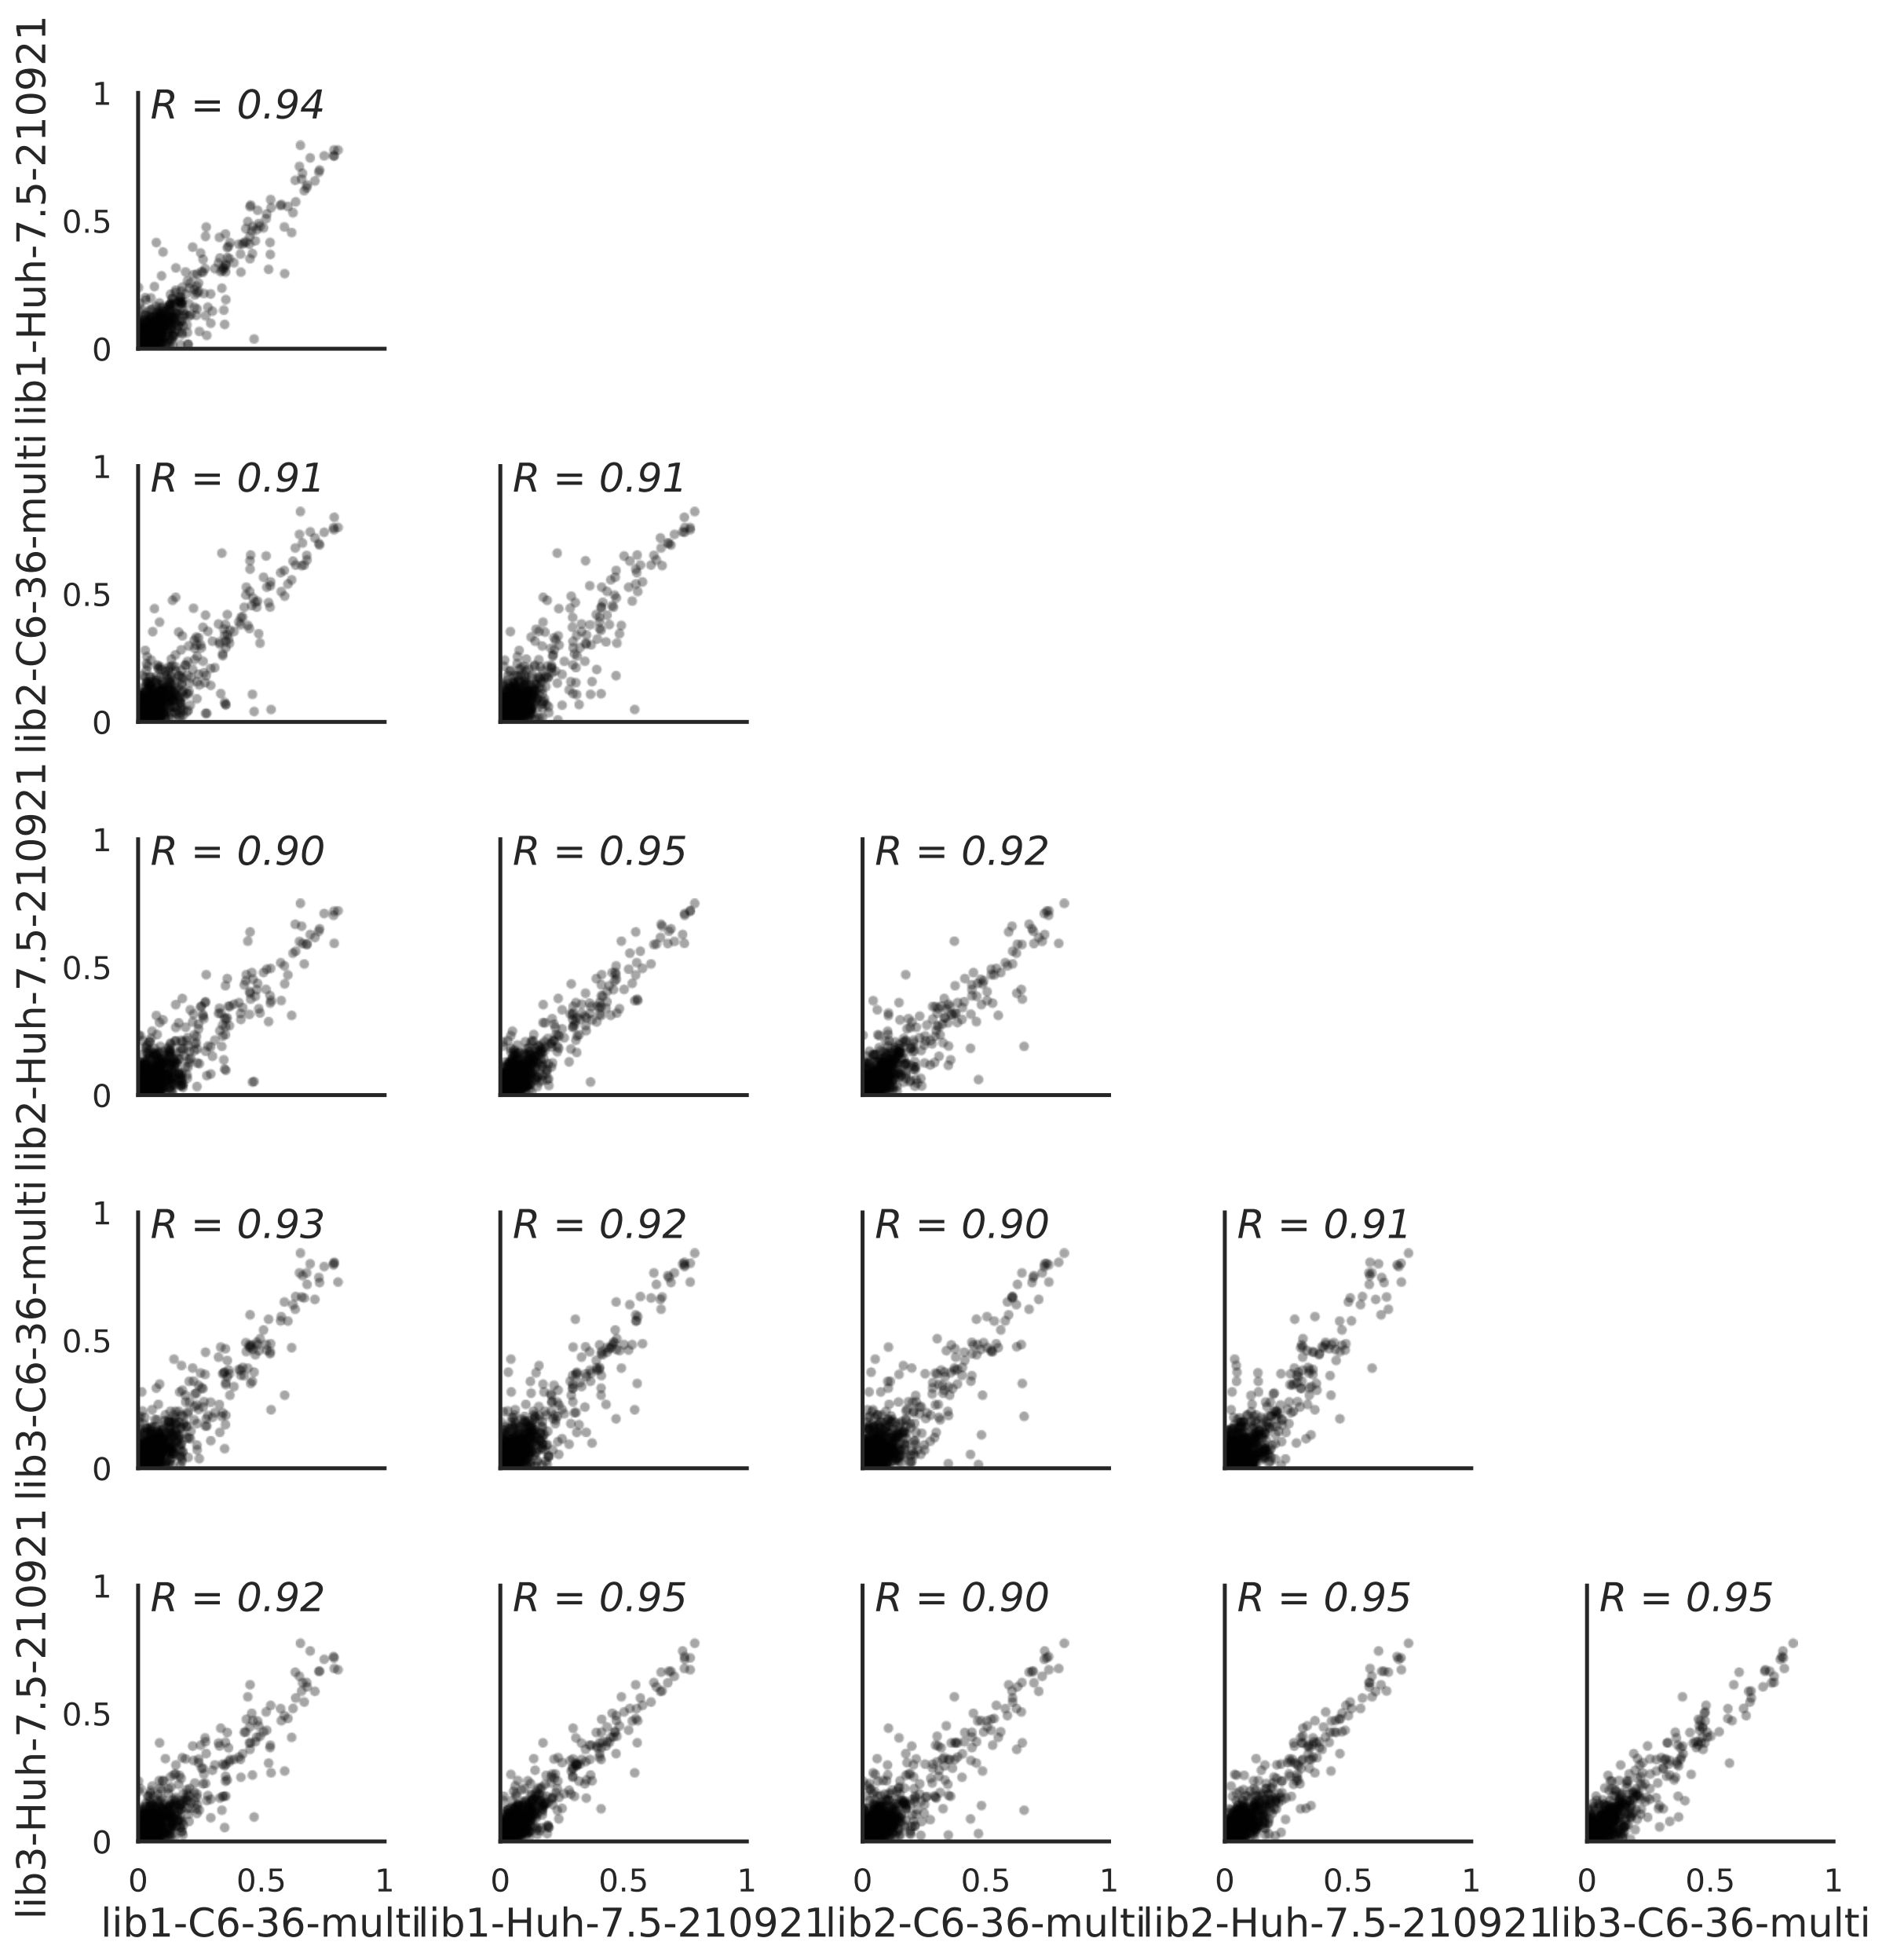 lib1-Huh-7.5-210921
1
0.5
0
R = 0.94
lib2-C6-36-multi
1
0.5
0
R = 0.91
R = 0.91
lib2-Huh-7.5-210921
1
0.5
0
R = 0.90
R = 0.95
R = 0.92
lib3-C6-36-multi
1
0.5
0
R = 0.93
R = 0.92
R = 0.90
R = 0.91
lib3-Huh-7.5-210921
1
0.5
0
R = 0.92
R = 0.95
R = 0.90
R = 0.95
R = 0.95
0 0.5 1
0 0.5 1
0 0.5 1
0 0.5 1
0 0.5 1
lib1-C6-36-multi
lib1-Huh-7.5-210921
lib2-C6-36-multi
lib2-Huh-7.5-210921
lib3-C6-36-multi